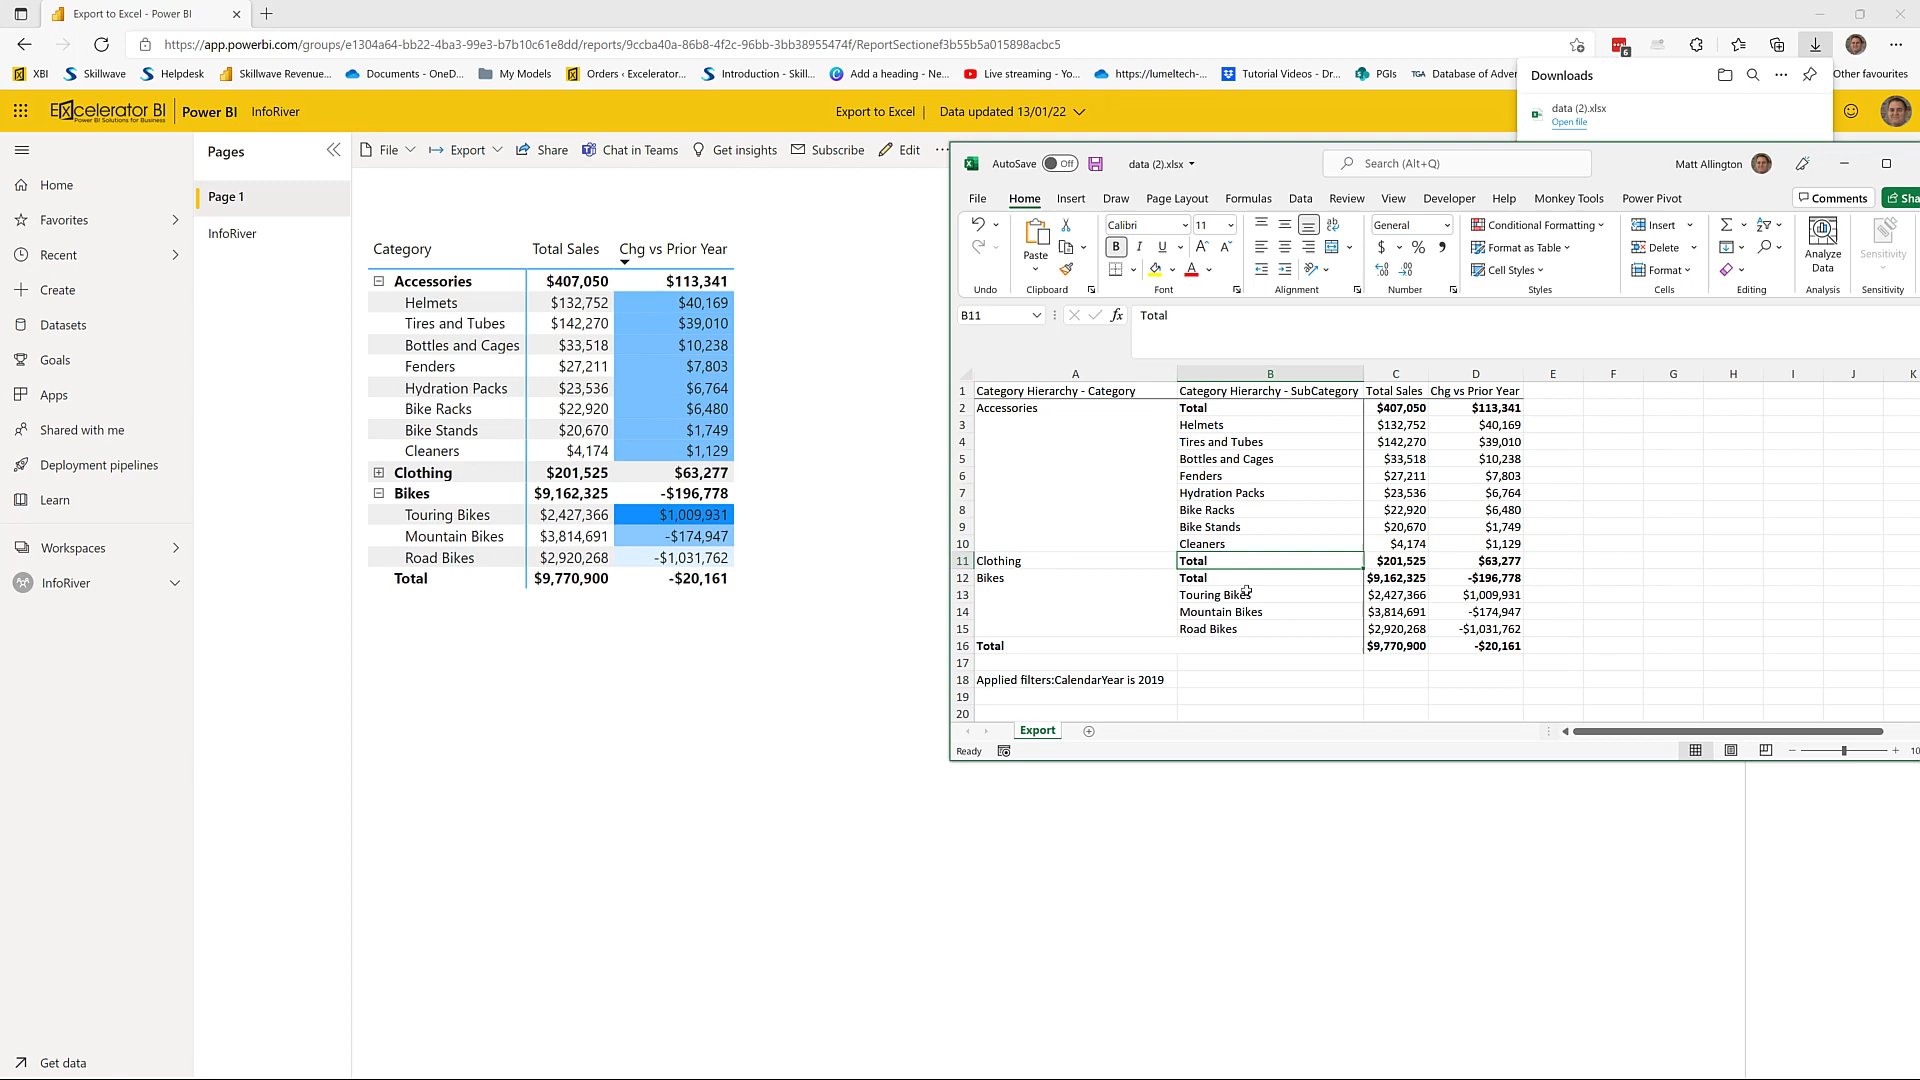 Export to Excel - Power BI
https://app.powerbi.com/groups/e1304a64-bb22-4ba3-99e3-b7b10c61e8dd/reports/9ccba40a-86b8-4f2c-96bb-3bb38955474f/ReportSectionef3b55b5a015898acbc5
6
XBI
Skillwave
Helpdesk
Skillwave Revenue...
Documents - OneD...
My Models
Orders ‹ Excelerator...
Introduction - Skill...
Add a heading - Ne...
Live streaming - Yo...
https://lumeltech-...
Tutorial Videos - Dr...
PGIs
TGA
Database of Adver
Other favourites
Downloads
data (2).xlsx
Open file
Excelerator BI
Power BI Solutions for Business
Power BI
InfoRiver
Export to Excel
Data updated 13/01/22
Home
Favorites
Recent
Create
Datasets
Goals
Apps
Shared with me
Deployment pipelines
Learn
Workspaces
InfoRiver
Get data
Pages
Page 1
InfoRiver
File
Export
Share
Chat in Teams
Get insights
Subscribe
Edit
Category Total Sales Chg vs Prior Year
Accessories $407,050 $113,341
Helmets $132,752 $40,169
Tires and Tubes $142,270 $39,010
Bottles and Cages $33,518 $10,238
Fenders $27,211 $7,803
Hydration Packs $23,536 $6,764
Bike Racks $22,920 $6,480
Bike Stands $20,670 $1,749
Cleaners $4,174 $1,129
Clothing $201,525 $63,277
Bikes $9,162,325 -$196,778
Touring Bikes $2,427,366 $1,009,931
Mountain Bikes $3,814,691 -$174,947
Road Bikes $2,920,268 -$1,031,762
Total $9,770,900 -$20,161
AutoSave Off
data (2).xlsx
Search (Alt+Q)
Matt Allington
File Home Insert Draw Page Layout Formulas Data Review View Developer Help Monkey Tools Power Pivot
Comments
Sha
Undo
Paste
Clipboard
Calibri 11
B I U
Font
Alignment
General
$ % 9
Number
Conditional Formatting
Format as Table
Cell Styles
Styles
Insert
Delete
Format
Cells
Editing
Analyze Data
Analysis
Sensitivity
Sensitivity
B11
fx
Total
A B C D E F G H I J K
1 Category Hierarchy - Category Category Hierarchy - SubCategory Total Sales Chg vs Prior Year
2 Accessories Total $407,050 $113,341
3 Helmets $132,752 $40,169
4 Tires and Tubes $142,270 $39,010
5 Bottles and Cages $33,518 $10,238
6 Fenders $27,211 $7,803
7 Hydration Packs $23,536 $6,764
8 Bike Racks $22,920 $6,480
9 Bike Stands $20,670 $1,749
10 Cleaners $4,174 $1,129
11 Clothing Total $201,525 $63,277
12 Bikes Total $9,162,325 -$196,778
13 Touring Bikes $2,427,366 $1,009,931
14 Mountain Bikes $3,814,691 -$174,947
15 Road Bikes $2,920,268 -$1,031,762
16 Total $9,770,900 -$20,161
17
18 Applied filters:CalendarYear is 2019
19
20
Export
Ready
10